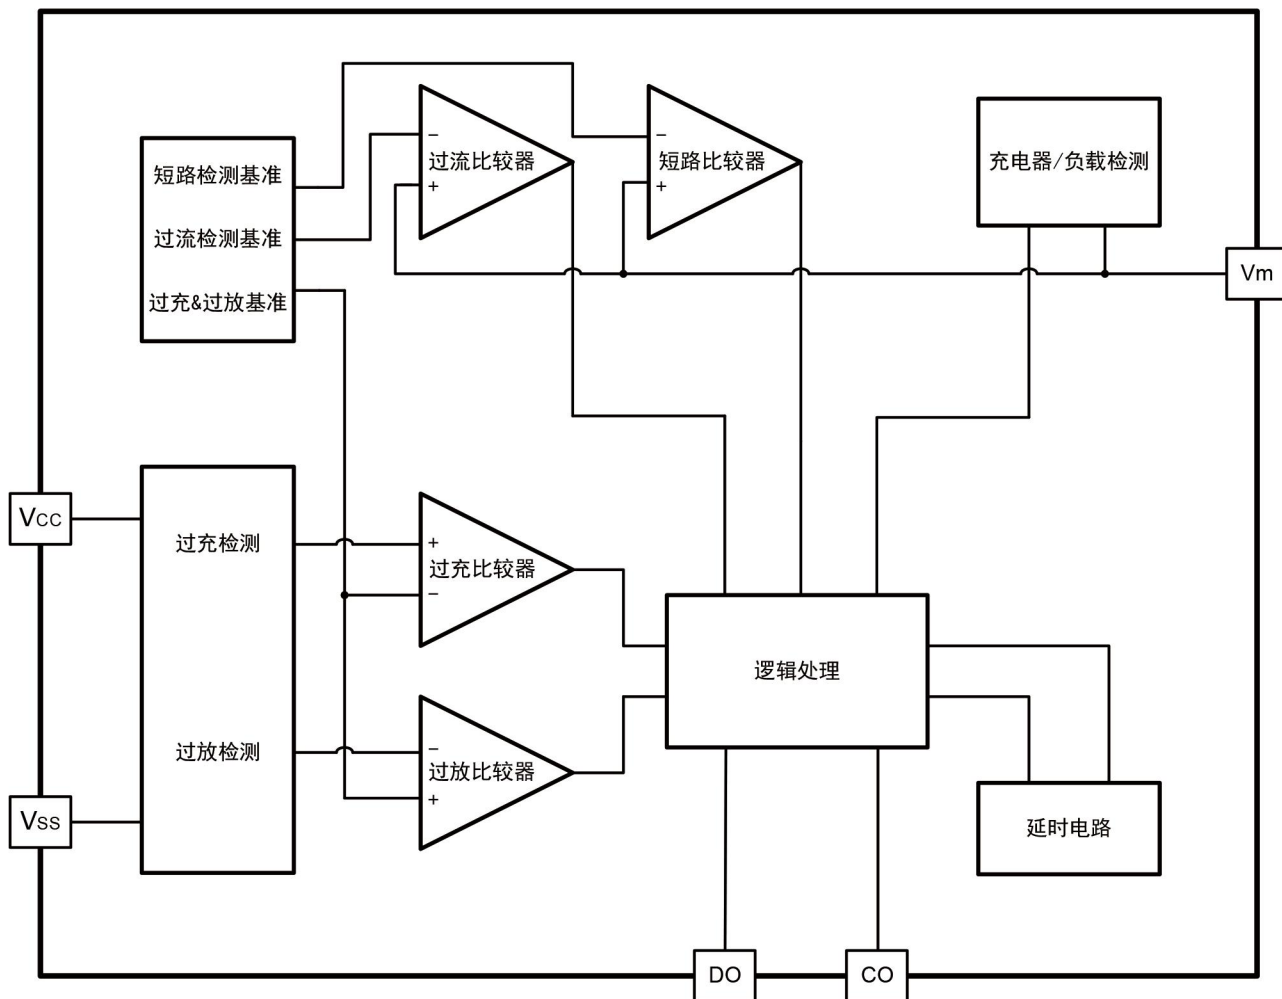 短路检测基准
过流检测基准
过充&过放基准
−
过流比较器
+
−
短路比较器
+
充电器/负载检测
Vm
VCC
过充检测
过放检测
VSS
+
过充比较器
−
−
过放比较器
+
逻辑处理
延时电路
DO
CO